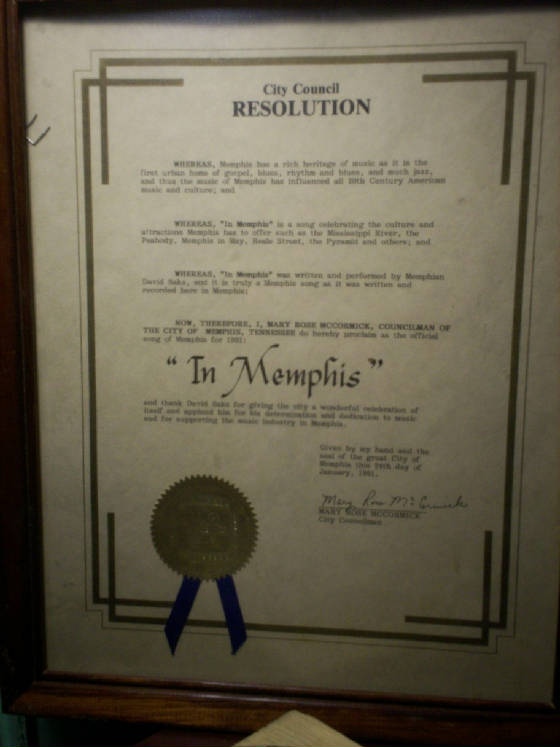 City Council
RESOLUTION
WHEREAS, Memphis has a rich heritage of music as it is the
first urban home of gospel, blues, rhythm and blues, and much jazz,
and thus the music of Memphis has influenced all 20th Century American
music and culture; and
WHEREAS, "In Memphis" is a song celebrating the culture and
attractions Memphis has to offer such as the Mississippi River, the
Peabody, Memphis in May, Beale Street, the Pyramid and others; and
WHEREAS, "In Memphis" was written and performed by Memphian
David Saks, and it is truly a Memphis song as it was written and
recorded here in Memphis:
NOW, THEREFORE, I, MARY ROSE MCCORMICK, COUNCILMAN OF
THE CITY OF MEMPHIS, TENNESSEE do hereby proclaim as the official
song of Memphis for 1991:
"In Memphis"
and thank David Saks for giving the city a wonderful celebration of
itself and applaud him for his determination and dedication to music
and for supporting the music industry in Memphis.
Given by my hand and the
seal of the great City of
Memphis this day of
January, 1991.
Mary Rose McCormick
MARY ROSE MCCORMICK
City Councilman